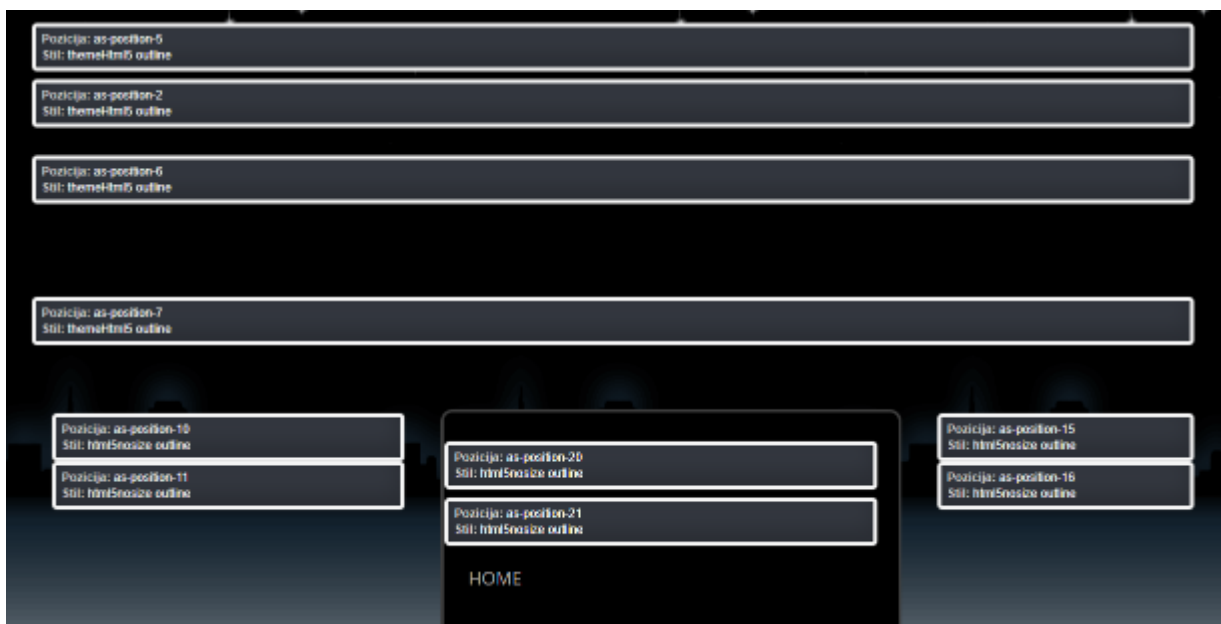 Pozicija: as-position-5
Stil: themeHtml5 outline
Pozicija: as-position-2
Stil: themeHtml5 outline
Pozicija: as-position-6
Stil: themeHtml5 outline
Pozicija: as-position-7
Stil: themeHtml5 outline
Pozicija: as-position-10
Stil: html5nosize outline
Pozicija: as-position-11
Stil: html5nosize outline
Pozicija: as-position-20
Stil: html5nosize outline
Pozicija: as-position-21
Stil: html5nosize outline
HOME
Pozicija: as-position-15
Stil: html5nosize outline
Pozicija: as-position-16
Stil: html5nosize outline